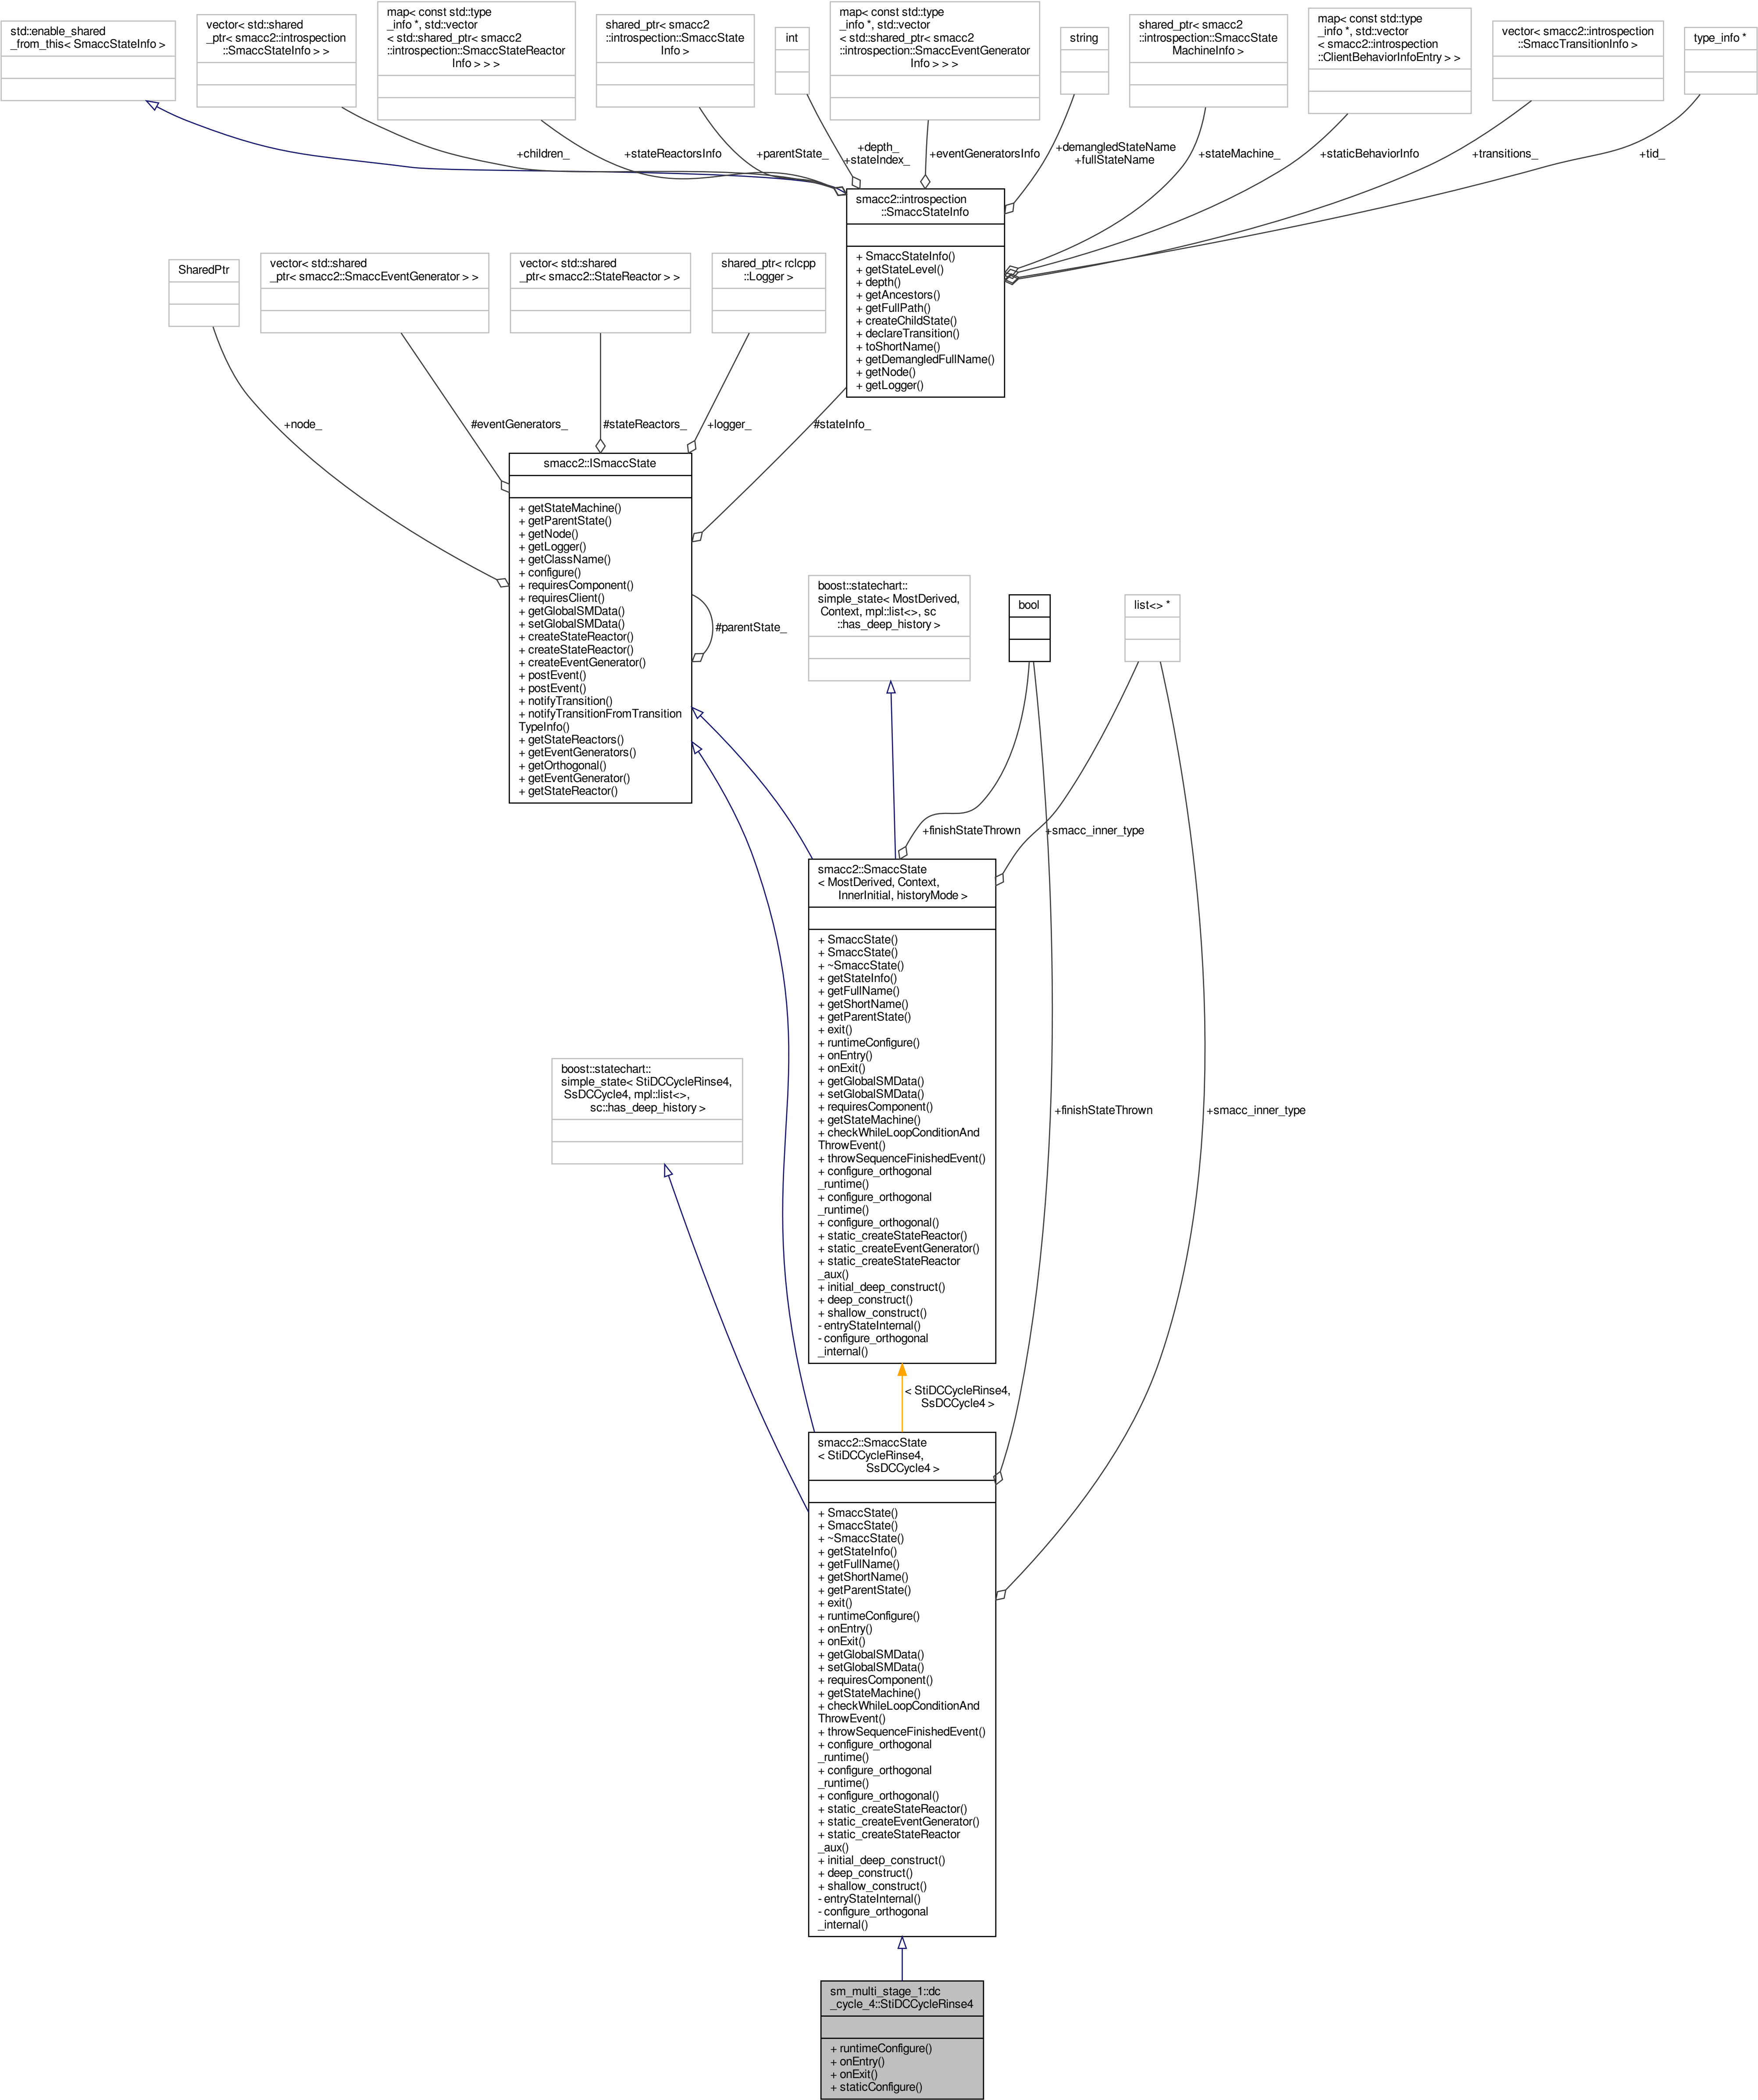 std::enable_shared
_from_this< SmaccStateInfo >
vector< std::shared
_ptr< smacc2::introspection
::SmaccStateInfo > >
map< const std::type
_info *, std::vector
< std::shared_ptr< smacc2
::introspection::SmaccStateReactor
Info > > >
shared_ptr< smacc2
::introspection::SmaccState
Info >
int
map< const std::type
_info *, std::vector
< std::shared_ptr< smacc2
::introspection::SmaccEventGenerator
Info > > >
string
shared_ptr< smacc2
::introspection::SmaccState
MachineInfo >
map< const std::type
_info *, std::vector
< smacc2::introspection
::ClientBehaviorInfoEntry > >
vector< smacc2::introspection
::SmaccTransitionInfo >
type_info *
+children_
+stateReactorsInfo
+parentState_
+depth_
+stateIndex_
+eventGeneratorsInfo
+demangledStateName
+fullStateName
+stateMachine_
+staticBehaviorInfo
+transitions_
+tid_
smacc2::introspection
::SmaccStateInfo
+ SmaccStateInfo()
+ getStateLevel()
+ depth()
+ getAncestors()
+ getFullPath()
+ createChildState()
+ declareTransition()
+ toShortName()
+ getDemangledFullName()
+ getNode()
+ getLogger()
SharedPtr
vector< std::shared
_ptr< smacc2::SmaccEventGenerator > >
vector< std::shared
_ptr< smacc2::StateReactor > >
shared_ptr< rclcpp
::Logger >
+node_
#eventGenerators_
#stateReactors_
+logger_
#stateInfo_
smacc2::ISmaccState
+ getStateMachine()
+ getParentState()
+ getNode()
+ getLogger()
+ getClassName()
+ configure()
+ requiresComponent()
+ requiresClient()
+ getGlobalSMData()
+ setGlobalSMData()
+ createStateReactor()
+ createStateReactor()
+ createEventGenerator()
+ postEvent()
+ postEvent()
+ notifyTransition()
+ notifyTransitionFromTransition
TypeInfo()
+ getStateReactors()
+ getEventGenerators()
+ getOrthogonal()
+ getEventGenerator()
+ getStateReactor()
#parentState_
boost::statechart::
simple_state< MostDerived,
Context, mpl::list<>, sc
::has_deep_history >
bool
list<> *
+finishStateThrown
+smacc_inner_type
smacc2::SmaccState
< MostDerived, Context,
InnerInitial, historyMode >
+ SmaccState()
+ SmaccState()
+ ~SmaccState()
+ getStateInfo()
+ getFullName()
+ getShortName()
+ getParentState()
+ exit()
+ runtimeConfigure()
+ onEntry()
+ onExit()
+ getGlobalSMData()
+ setGlobalSMData()
+ requiresComponent()
+ getStateMachine()
+ checkWhileLoopConditionAnd
ThrowEvent()
+ throwSequenceFinishedEvent()
+ configure_orthogonal
_runtime()
+ configure_orthogonal
_runtime()
+ configure_orthogonal()
+ static_createStateReactor()
+ static_createEventGenerator()
+ static_createStateReactor
_aux()
+ initial_deep_construct()
+ deep_construct()
+ shallow_construct()
- entryStateInternal()
- configure_orthogonal
_internal()
boost::statechart::
simple_state< StiDCCycleRinse4,
SsDCCycle4, mpl::list<>,
sc::has_deep_history >
+finishStateThrown
+smacc_inner_type
< StiDCCycleRinse4,
SsDCCycle4 >
smacc2::SmaccState
< StiDCCycleRinse4,
SsDCCycle4 >
+ SmaccState()
+ SmaccState()
+ ~SmaccState()
+ getStateInfo()
+ getFullName()
+ getShortName()
+ getParentState()
+ exit()
+ runtimeConfigure()
+ onEntry()
+ onExit()
+ getGlobalSMData()
+ setGlobalSMData()
+ requiresComponent()
+ getStateMachine()
+ checkWhileLoopConditionAnd
ThrowEvent()
+ throwSequenceFinishedEvent()
+ configure_orthogonal
_runtime()
+ configure_orthogonal
_runtime()
+ configure_orthogonal()
+ static_createStateReactor()
+ static_createEventGenerator()
+ static_createStateReactor
_aux()
+ initial_deep_construct()
+ deep_construct()
+ shallow_construct()
- entryStateInternal()
- configure_orthogonal
_internal()
sm_multi_stage_1::dc
_cycle_4::StiDCCycleRinse4
+ runtimeConfigure()
+ onEntry()
+ onExit()
+ staticConfigure()